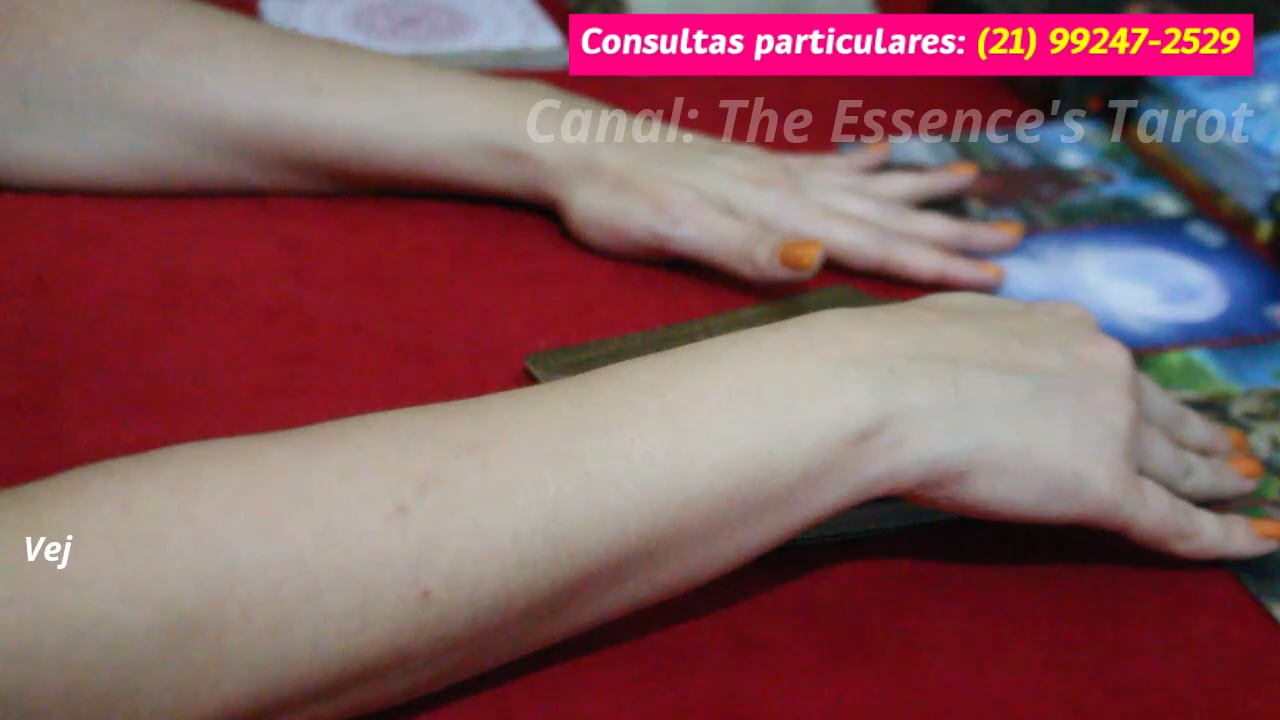 Consultas particulares: (21) 99247-2529
Canal: The Essence's Tarot
Vej